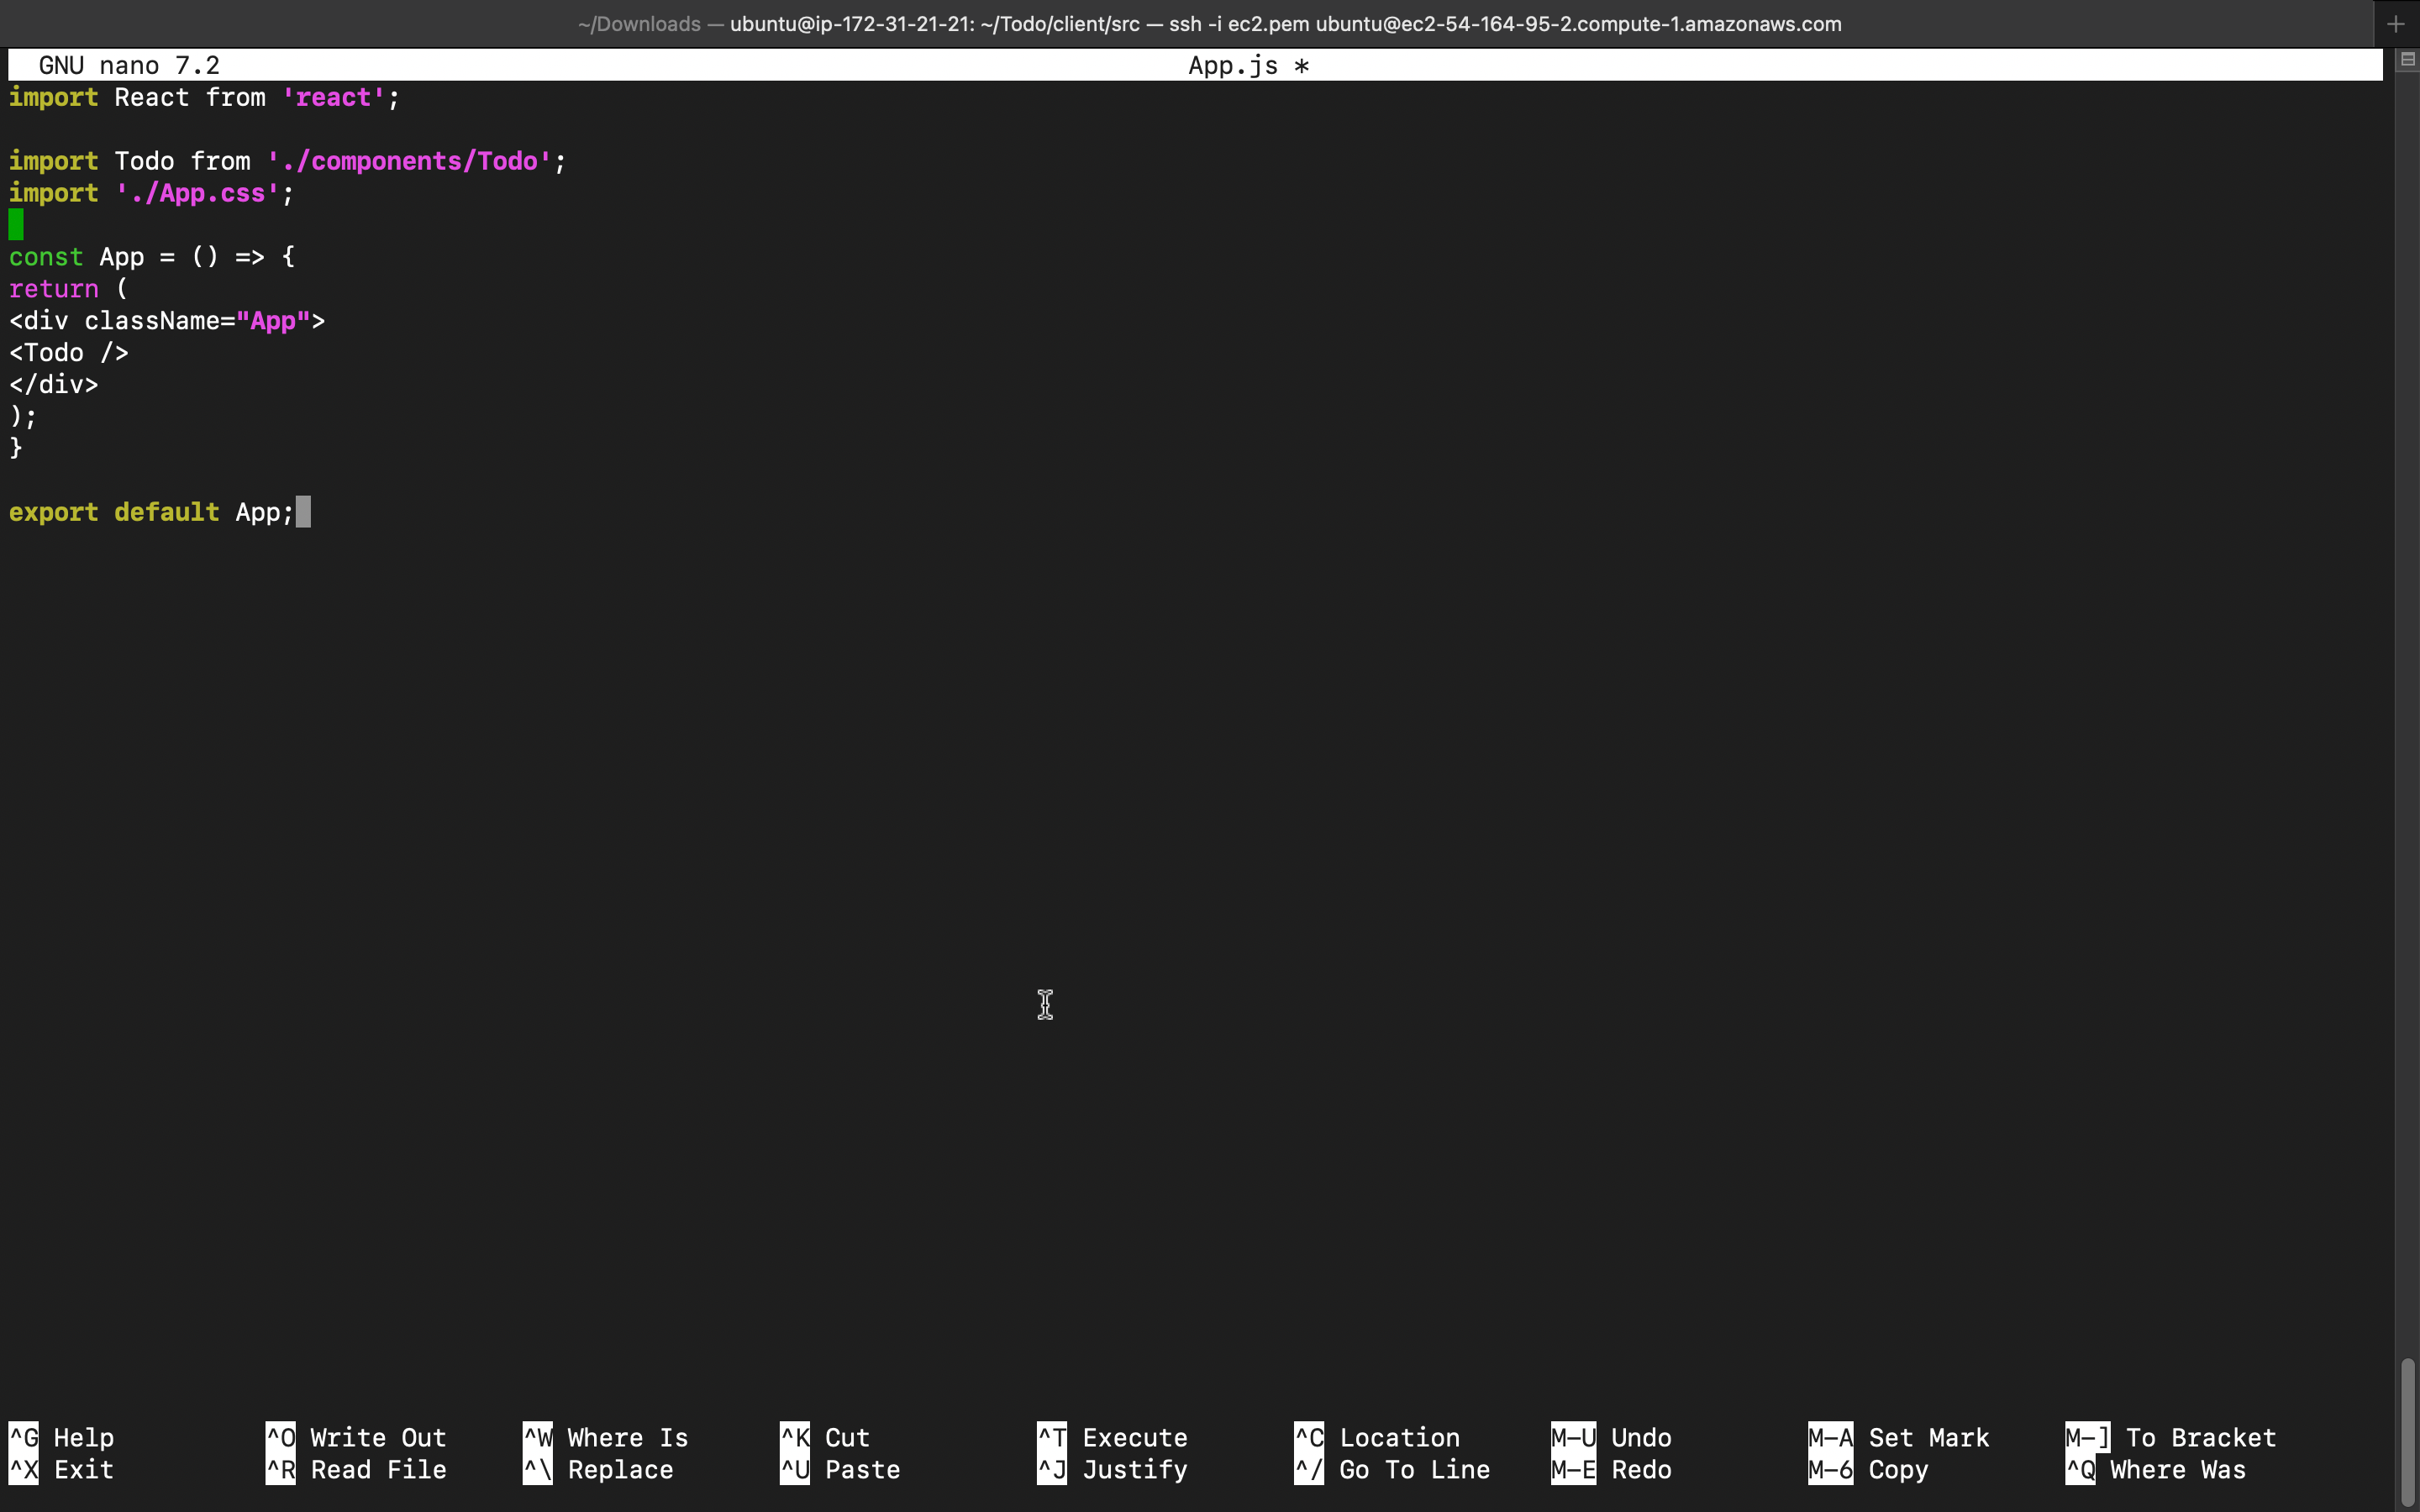 ~/Downloads — ubuntu@ip-172-31-21-21: ~/Todo/client/src — ssh -i ec2.pem ubuntu@ec2-54-164-95-2.compute-1.amazonaws.com
GNU nano 7.2 App.js *
import React from 'react';
import Todo from './components/Todo';
import './App.css';
const App = () => {
return (
<div className="App">
<Todo />
</div>
);
}
export default App;
^G Help ^O Write Out ^W Where Is ^K Cut ^T Execute ^C Location M-U Undo M-A Set Mark M-] To Bracket
^X Exit ^R Read File ^\ Replace ^U Paste ^J Justify ^/ Go To Line M-E Redo M-6 Copy ^Q Where Was